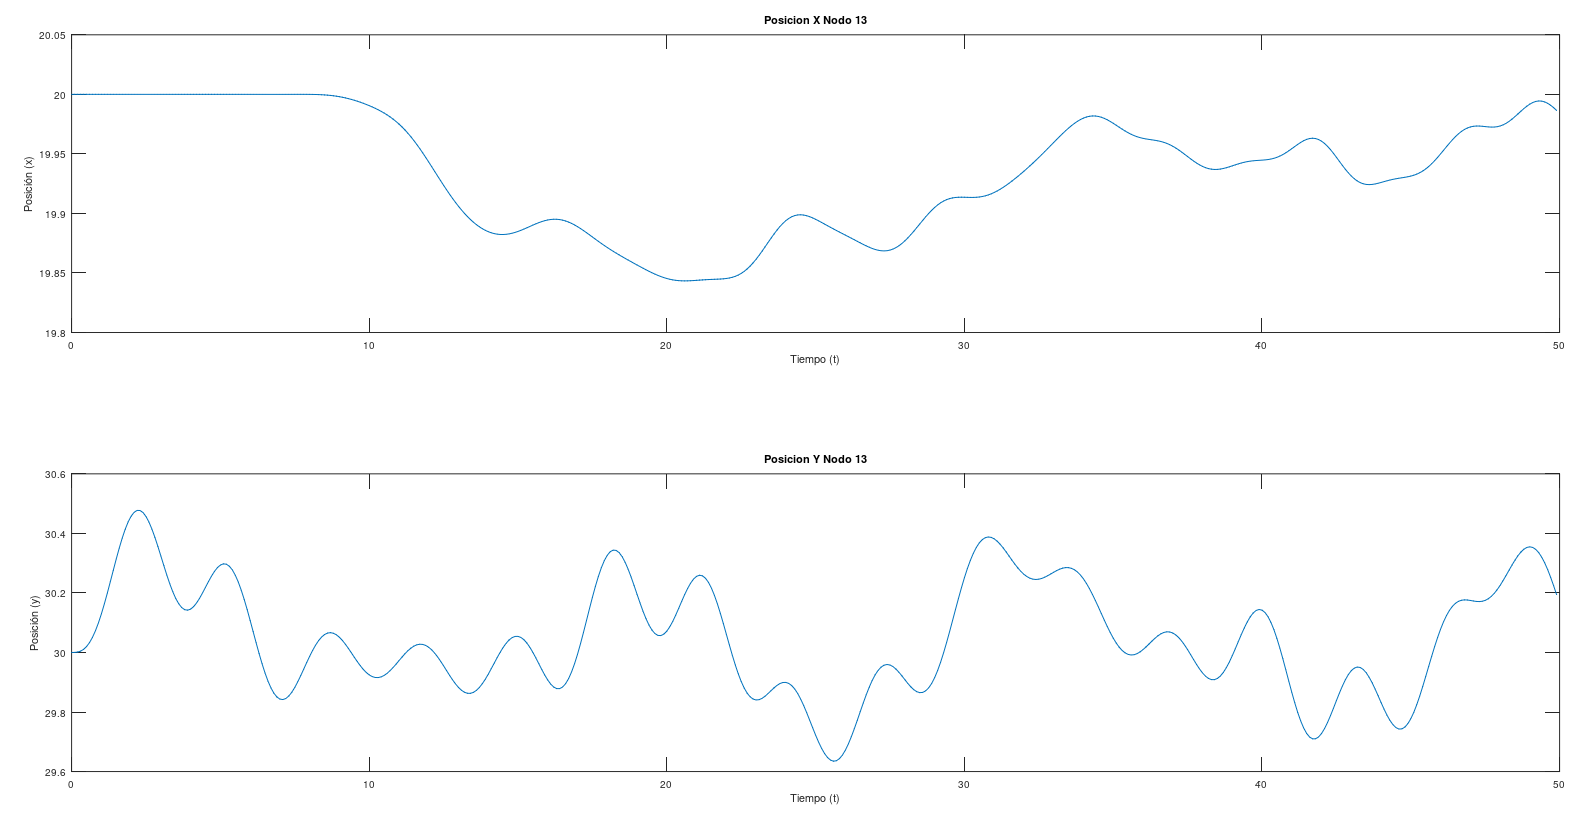 Posicion X Nodo 13
20.05
20
19.95
19.9
19.85
19.8
Posición (x)
0 10 20 30 40 50
Tiempo (t)
Posicion Y Nodo 13
30.6
30.4
30.2
30
29.8
29.6
Posición (y)
0 10 20 30 40 50
Tiempo (t)